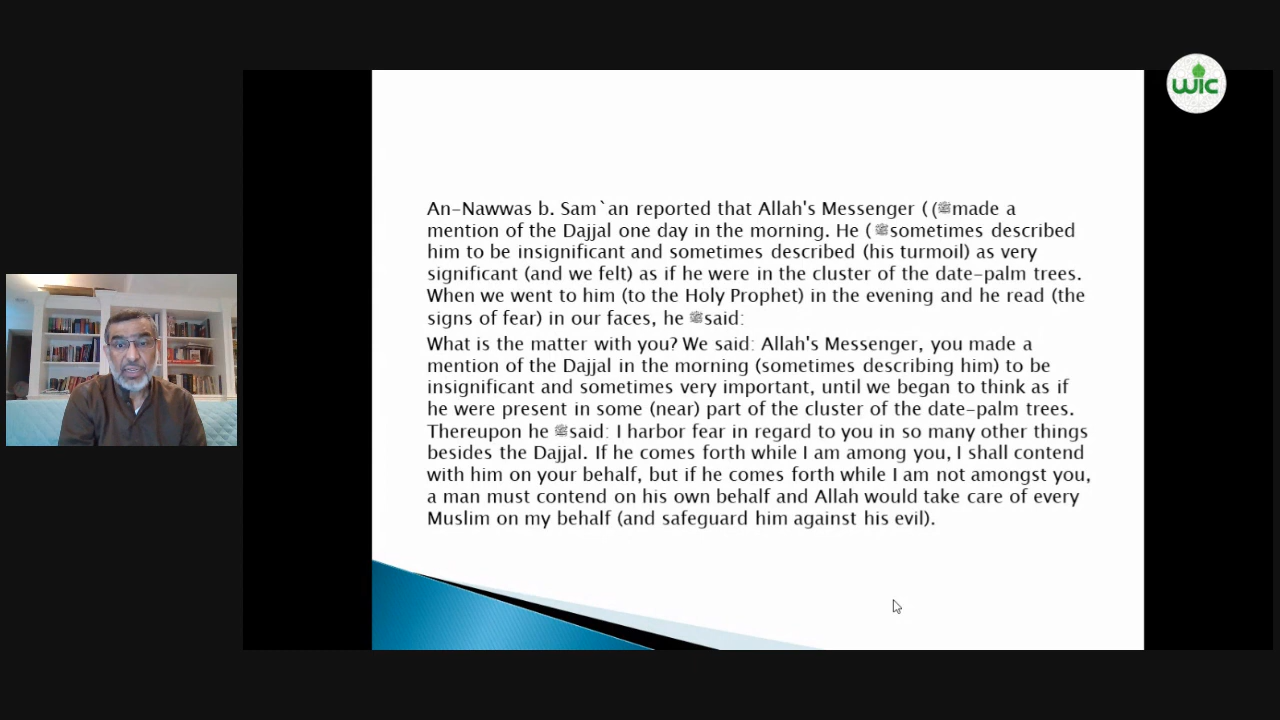 WIC
An-Nawwas b. Sam`an reported that Allah's Messenger ( (ﷺmade a
mention of the Dajjal one day in the morning. He ( ﷺsometimes described
him to be insignificant and sometimes described (his turmoil) as very
significant (and we felt) as if he were in the cluster of the date-palm trees.
When we went to him (to the Holy Prophet) in the evening and he read (the
signs of fear) in our faces, he ﷺsaid:
What is the matter with you? We said: Allah's Messenger, you made a
mention of the Dajjal in the morning (sometimes describing him) to be
insignificant and sometimes very important, until we began to think as if
he were present in some (near) part of the cluster of the date-palm trees.
Thereupon he ﷺsaid: I harbor fear in regard to you in so many other things
besides the Dajjal. If he comes forth while I am among you, I shall contend
with him on your behalf, but if he comes forth while I am not amongst you,
a man must contend on his own behalf and Allah would take care of every
Muslim on my behalf (and safeguard him against his evil).